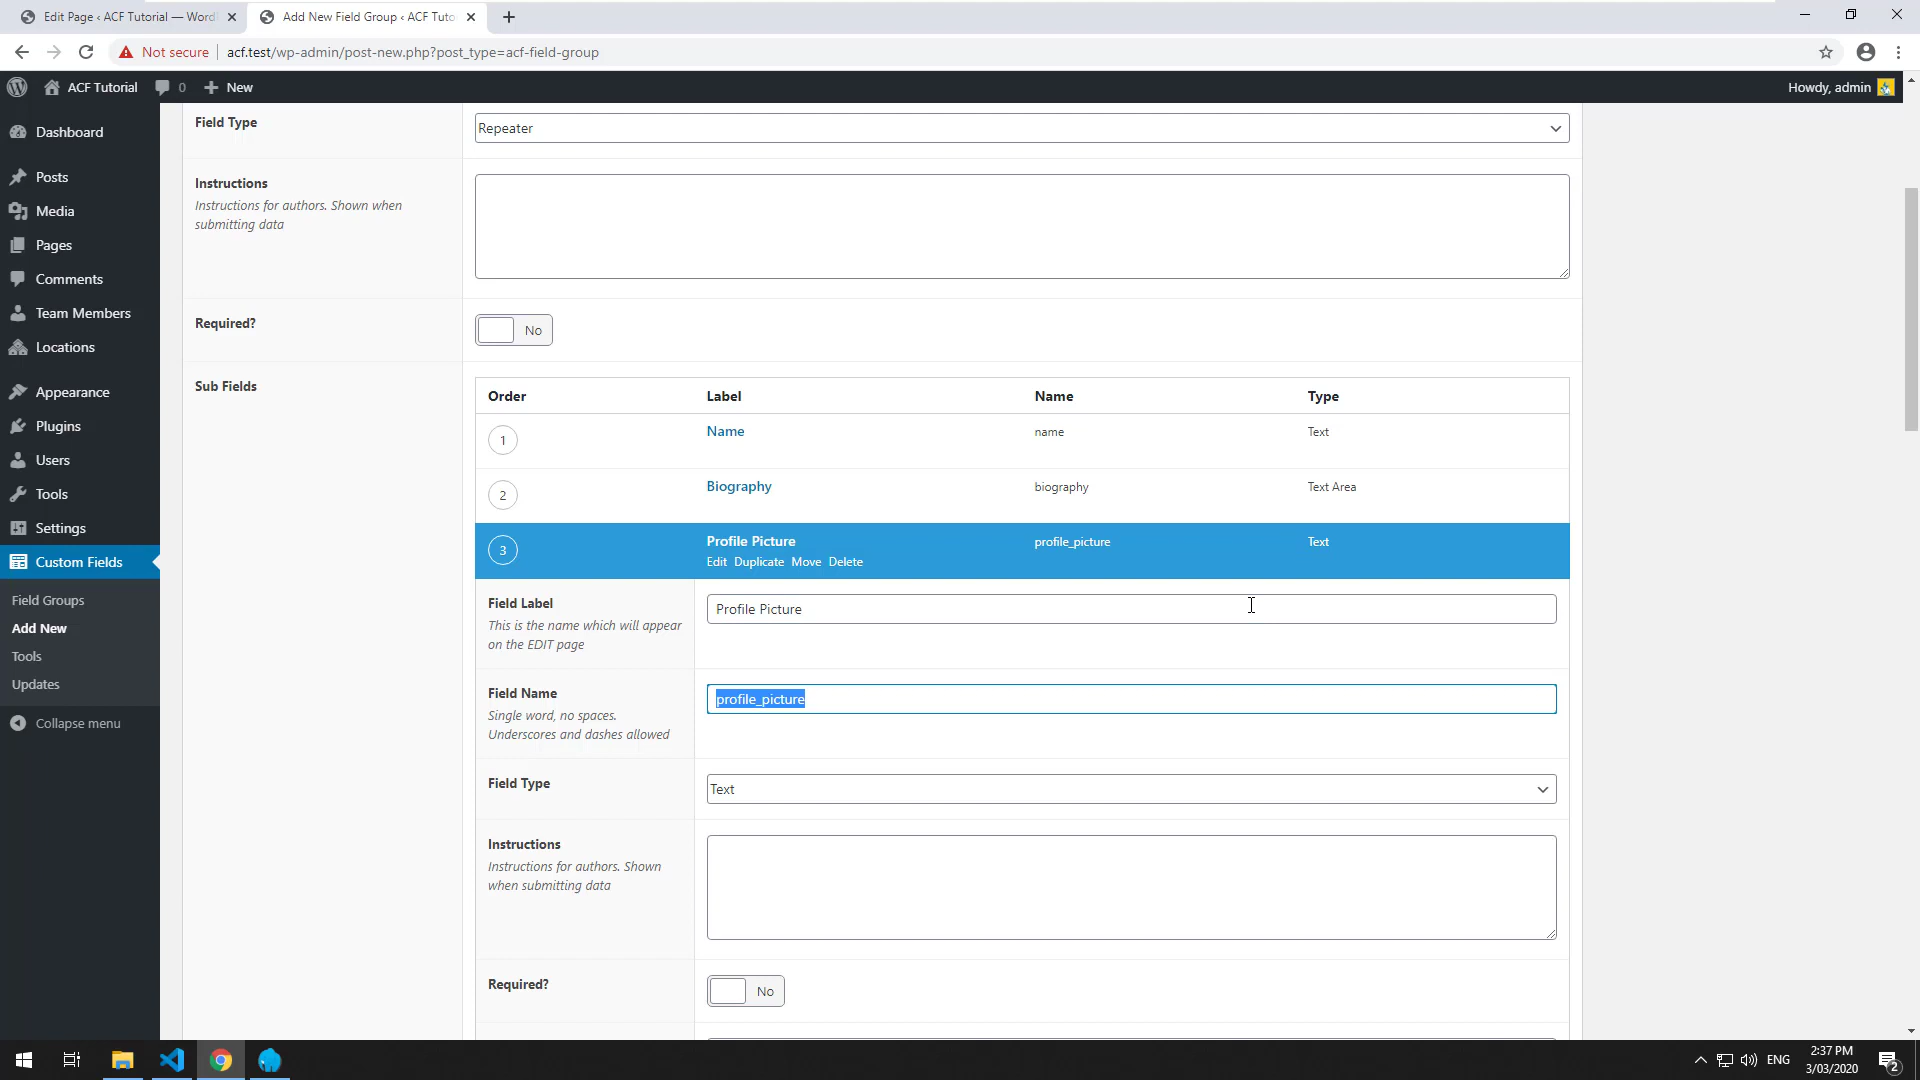 Edit Page ‹ ACF Tutorial — Word
Add New Field Group ‹ ACF Tuto
Not secure
acf.test/wp-admin/post-new.php?post_type=acf-field-group
ACF Tutorial
0
New
Howdy, admin
Dashboard
Posts
Media
Pages
Comments
Team Members
Locations
Appearance
Plugins
Users
Tools
Settings
Custom Fields
Field Groups
Add New
Tools
Updates
Collapse menu
Field Type
Repeater
Instructions
Instructions for authors. Shown when
submitting data
Required?
No
Sub Fields
Order Label Name Type
1 Name name Text
2 Biography biography Text Area
3 Profile Picture profile_picture Text
Edit Duplicate Move Delete
Field Label
This is the name which will appear
on the EDIT page
Profile Picture
Field Name
Single word, no spaces.
Underscores and dashes allowed
profile_picture
Field Type
Text
Instructions
Instructions for authors. Shown
when submitting data
Required?
No
ENG
2:37 PM
3/03/2020
2